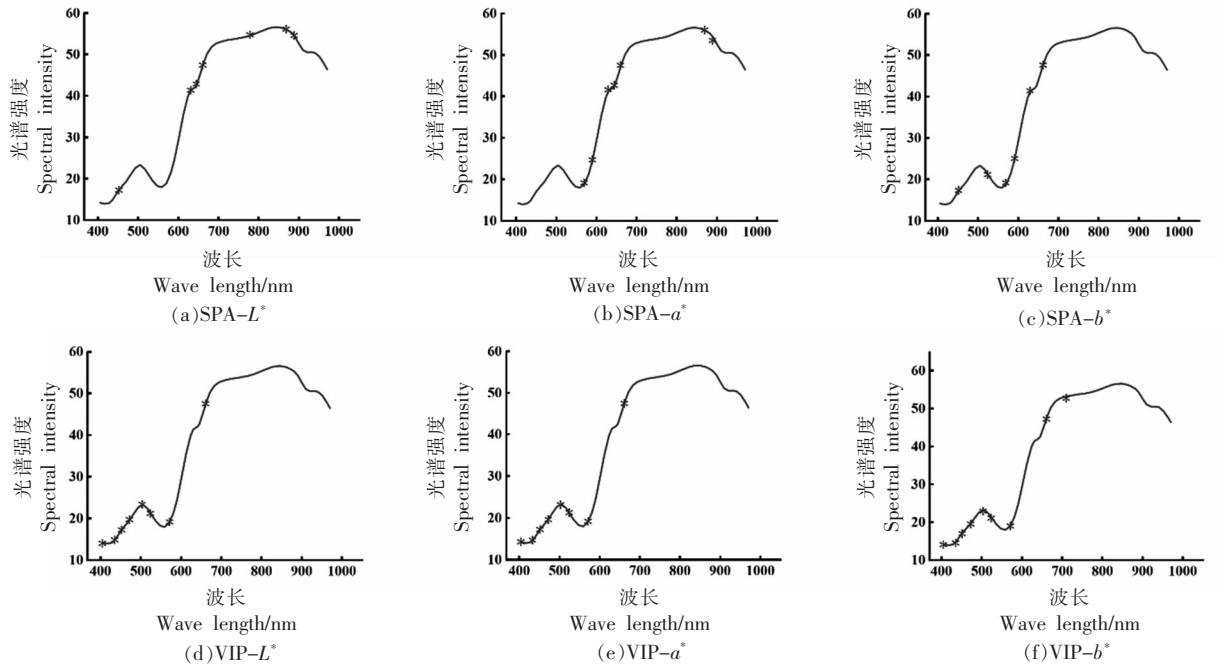 60
50
40
30
20
10
光谱强度
Spectral intensity
400 500 600 700 800 900 1000
波长
Wave length/nm
(a)SPA-L*
60
50
40
30
20
10
光谱强度
Spectral intensity
400 500 600 700 800 900 1000
波长
Wave length/nm
(b)SPA-a*
60
50
40
30
20
10
光谱强度
Spectral intensity
400 500 600 700 800 900 1000
波长
Wave length/nm
(c)SPA-b*
60
50
40
30
20
10
光谱强度
Spectral intensity
400 500 600 700 800 900 1000
波长
Wave length/nm
(d)VIP-L*
60
50
40
30
20
10
光谱强度
Spectral intensity
400 500 600 700 800 900 1000
波长
Wave length/nm
(e)VIP-a*
60
50
40
30
20
10
光谱强度
Spectral intensity
400 500 600 700 800 900 1000
波长
Wave length/nm
(f)VIP-b*